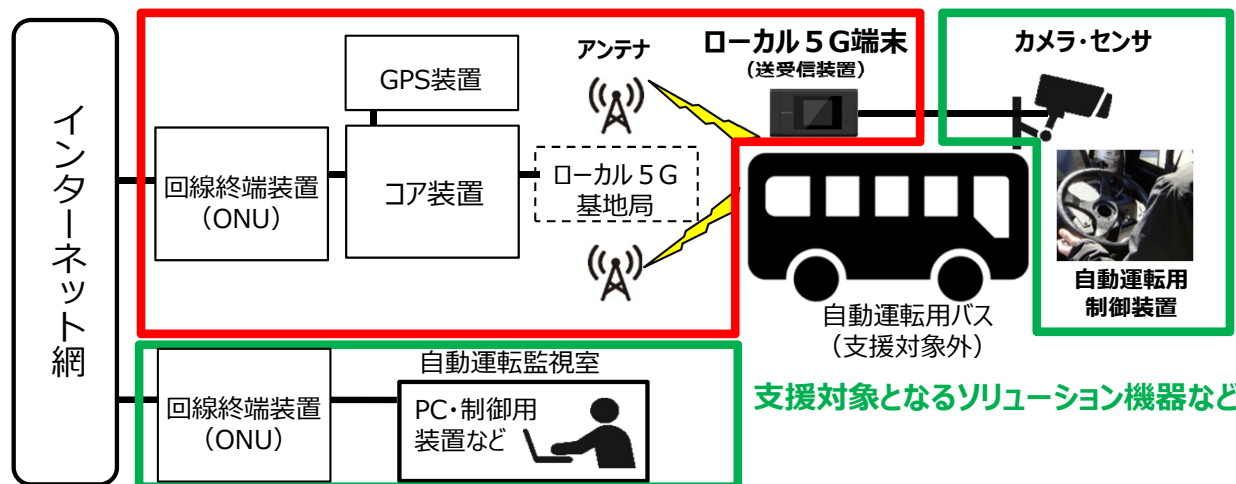 インターネット網
GPS装置
回線終端装置
（ONU）
コア装置
アンテナ
ローカル５G
基地局
ローカル５G端末
（送受信装置）
カメラ・センサ
自動運転用
制御装置
自動運転用バス
（支援対象外）
自動運転監視室
回線終端装置
（ONU）
PC・制御用
装置など
支援対象となるソリューション機器など